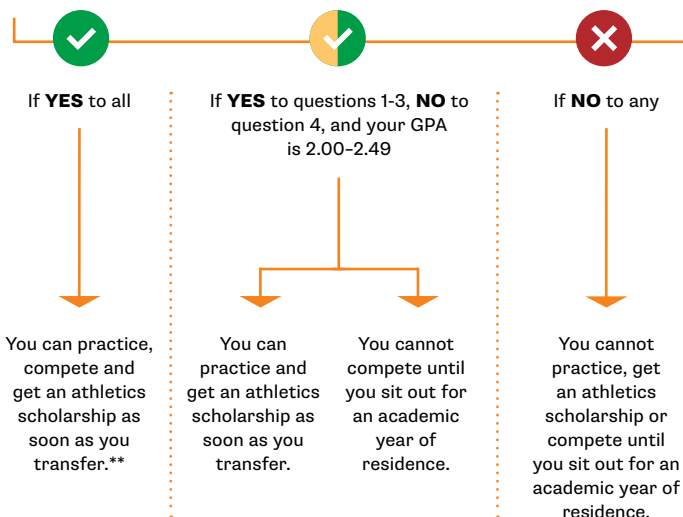 If YES to all
If YES to questions 1-3, NO to
question 4, and your GPA
is 2.00–2.49
If NO to any
You can practice,
compete and
get an athletics
scholarship as
soon as you
transfer.**
You can
practice and
get an athletics
scholarship as
soon as you
transfer.
You cannot
compete until
you sit out for
an academic
year of
residence.
You cannot
practice, get
an athletics
scholarship or
compete until
you sit out for an
academic year of
residence.